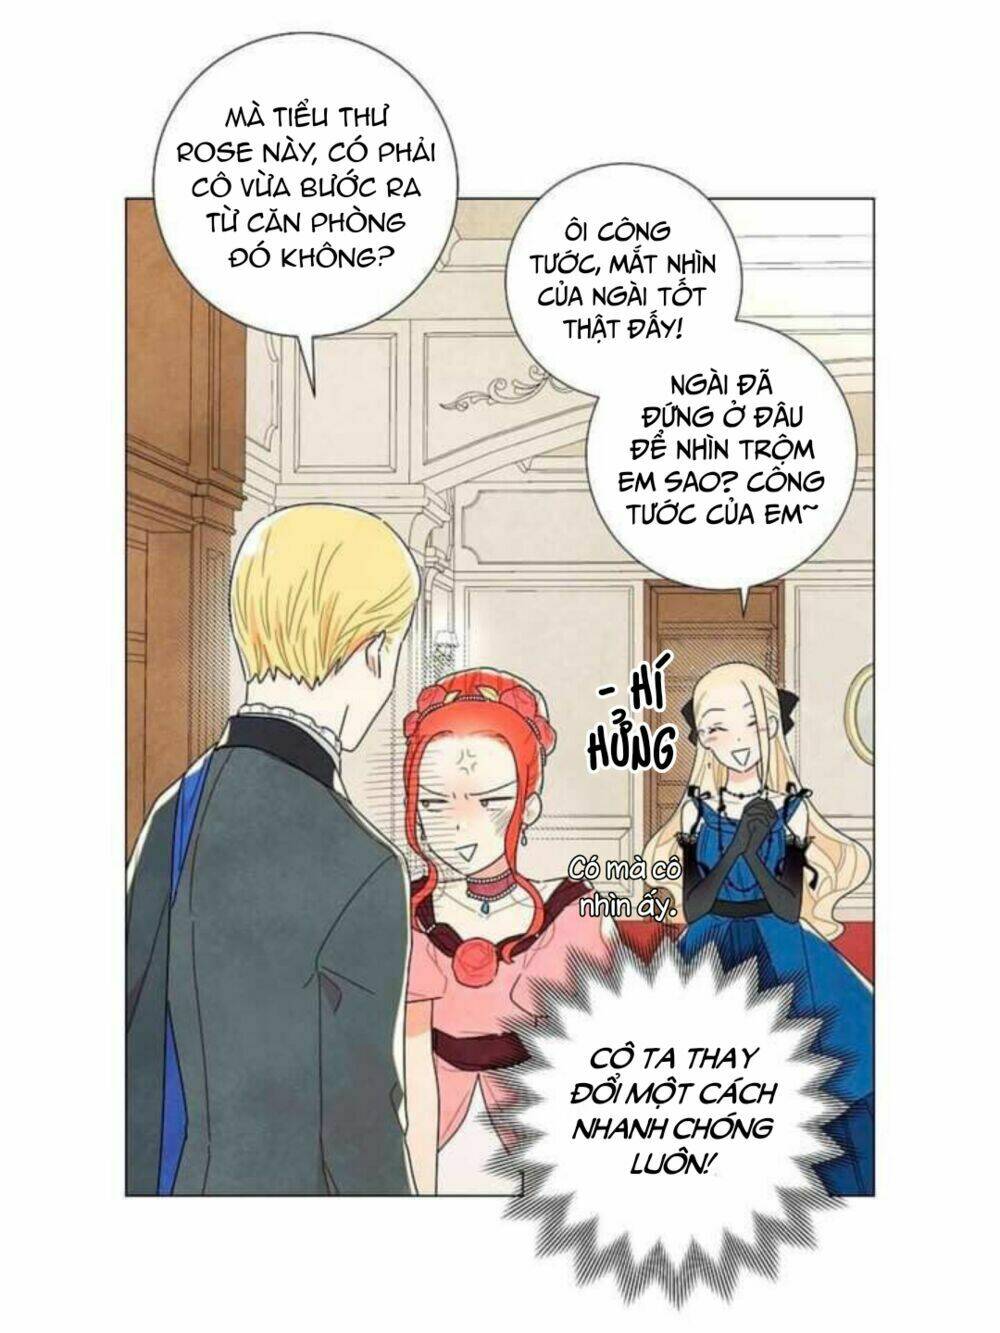 MÀ TIỂU THƯ
ROSE NÀY, CÓ PHẢI
CÔ VỪA BƯỚC RA
TỪ CĂN PHÒNG
ĐÓ KHÔNG?
ÔI CÔNG
TƯỚC, MẮT NHÌN
CỦA NGÀI TỐT
THẬT ĐẤY!
NGÀI ĐÃ
ĐỨNG Ở ĐÂU
ĐỂ NHÌN TRỘM
EM SAO? CÔNG
TƯỚC CỦA EM~
- HÍ
HỬNG
Có mà cô
nhìn ấy.
CÔ TA THAY
ĐỔI MỘT CÁCH
NHANH CHÓNG
LUÔN!